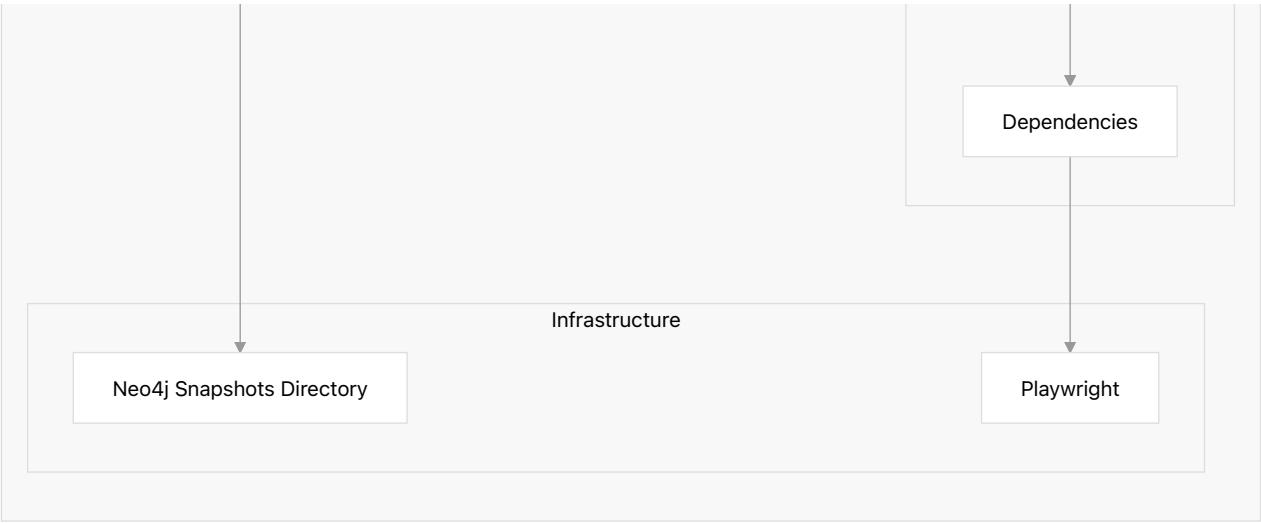 Dependencies
Infrastructure
Neo4j Snapshots Directory
Playwright